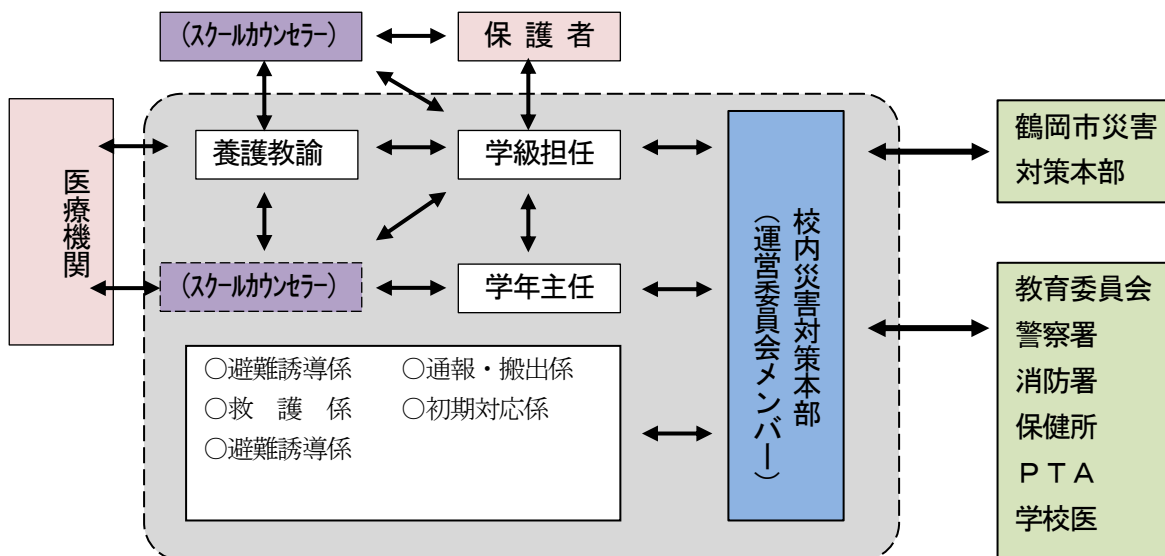 (スクールカウンセラー)
保 護 者
医療機関
養護教諭
学級担任
(スクールカウンセラー)
学年主任
○避難誘導係　○通報・搬出係
○救　護　係　○初期対応係
○避難誘導係
校内災害対策本部
(運営委員会メンバー)
鶴岡市災害
対策本部
教育委員会
警察署
消防署
保健所
ＰＴＡ
学校医